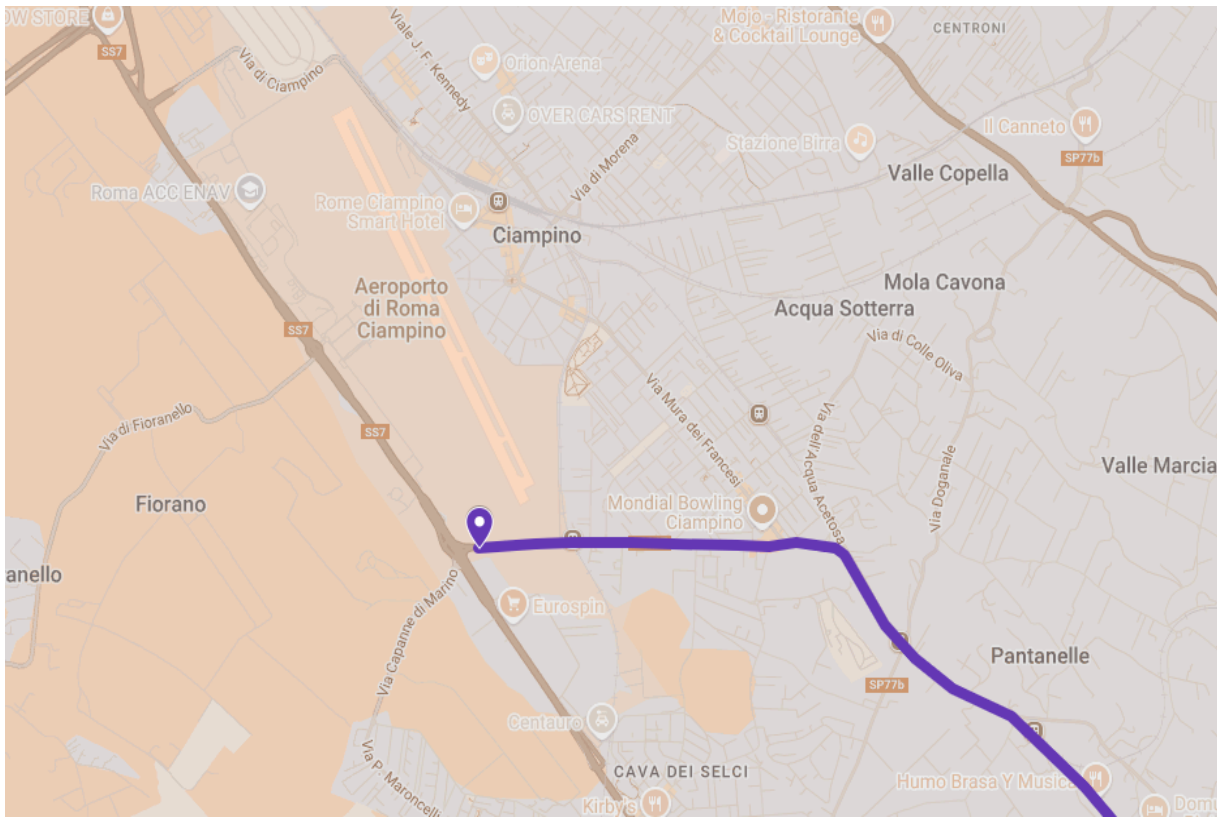 OW STORE
SS7
Via di Ciampino
Viale J. F. Kennedy
Mojo - Ristorante
& Cocktail Lounge
CENTRONI
Orion Arena
OVER CARS RENT
Stazione Birra
Il Canneto
SP77b
Via di Morena
Valle Copella
Roma ACC ENAV
Rome Ciampino
Smart Hotel
Ciampino
Aeroporto
di Roma
Ciampino
Mola Cavona
Acqua Sotterra
SS7
Via di Colle Oliva
Via di Fioranello
SS7
Via Mura dei Francesi
Via dell'Acqua Acetosa
Via Doganale
Valle Marcia
Fiorano
Mondial Bowling
Ciampino
anello
Via Capanne di Marino
Eurospin
Pantanelle
SP77b
Centauro
Via P. Maroncelli
CAVA DEI SELCI
Humo Brasa Y Musica
Kirby's
Domu